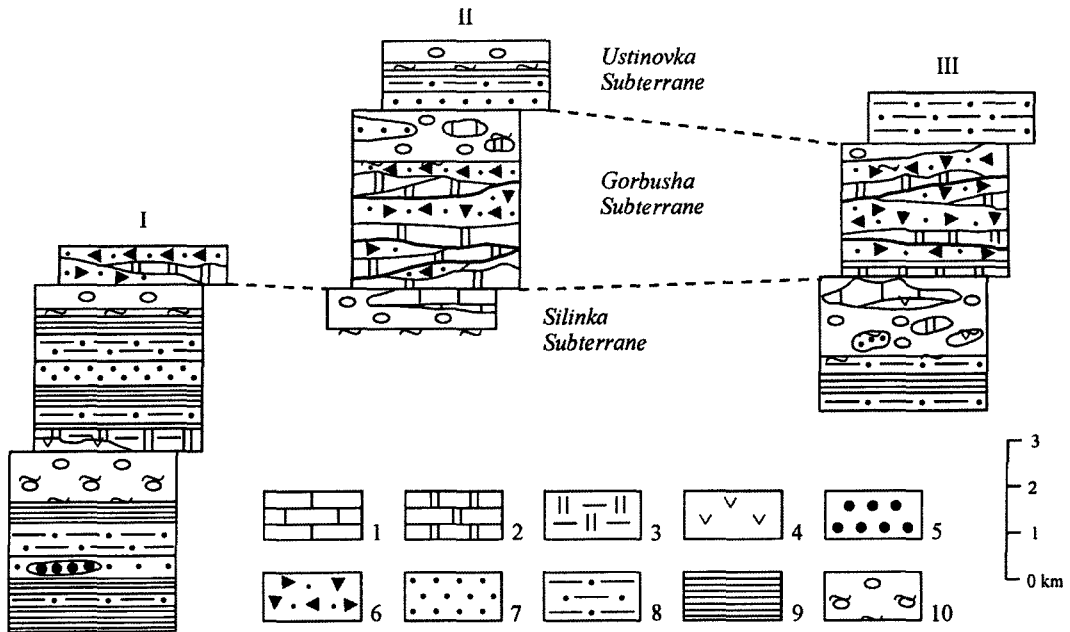 II
Ustinovka
Subterrane
III
Gorbusha
Subterrane
I
Silinka
Subterrane
3
2
1
0 km
1
2
3
4
5
6
7
8
9
10